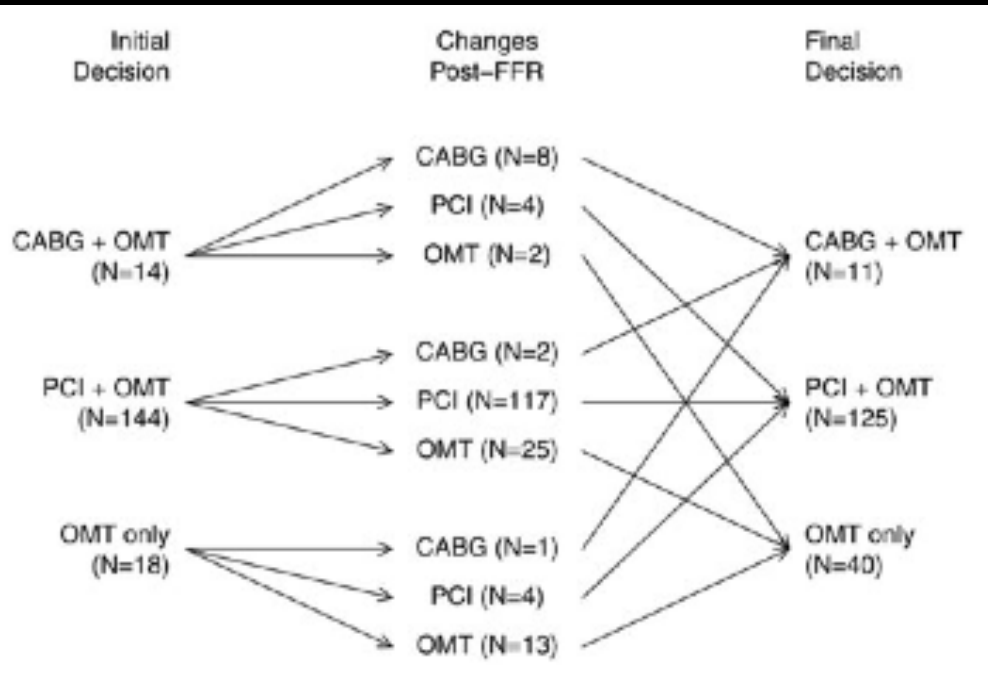 Initial
Decision
Changes
Post-FFR
Final
Decision
CABG + OMT
(N=14)
CABG (N=8)
PCI (N=4)
OMT (N=2)
CABG + OMT
(N=11)
PCI + OMT
(N=144)
CABG (N=2)
PCI (N=117)
OMT (N=25)
PCI + OMT
(N=125)
OMT only
(N=18)
CABG (N=1)
PCI (N=4)
OMT (N=13)
OMT only
(N=40)